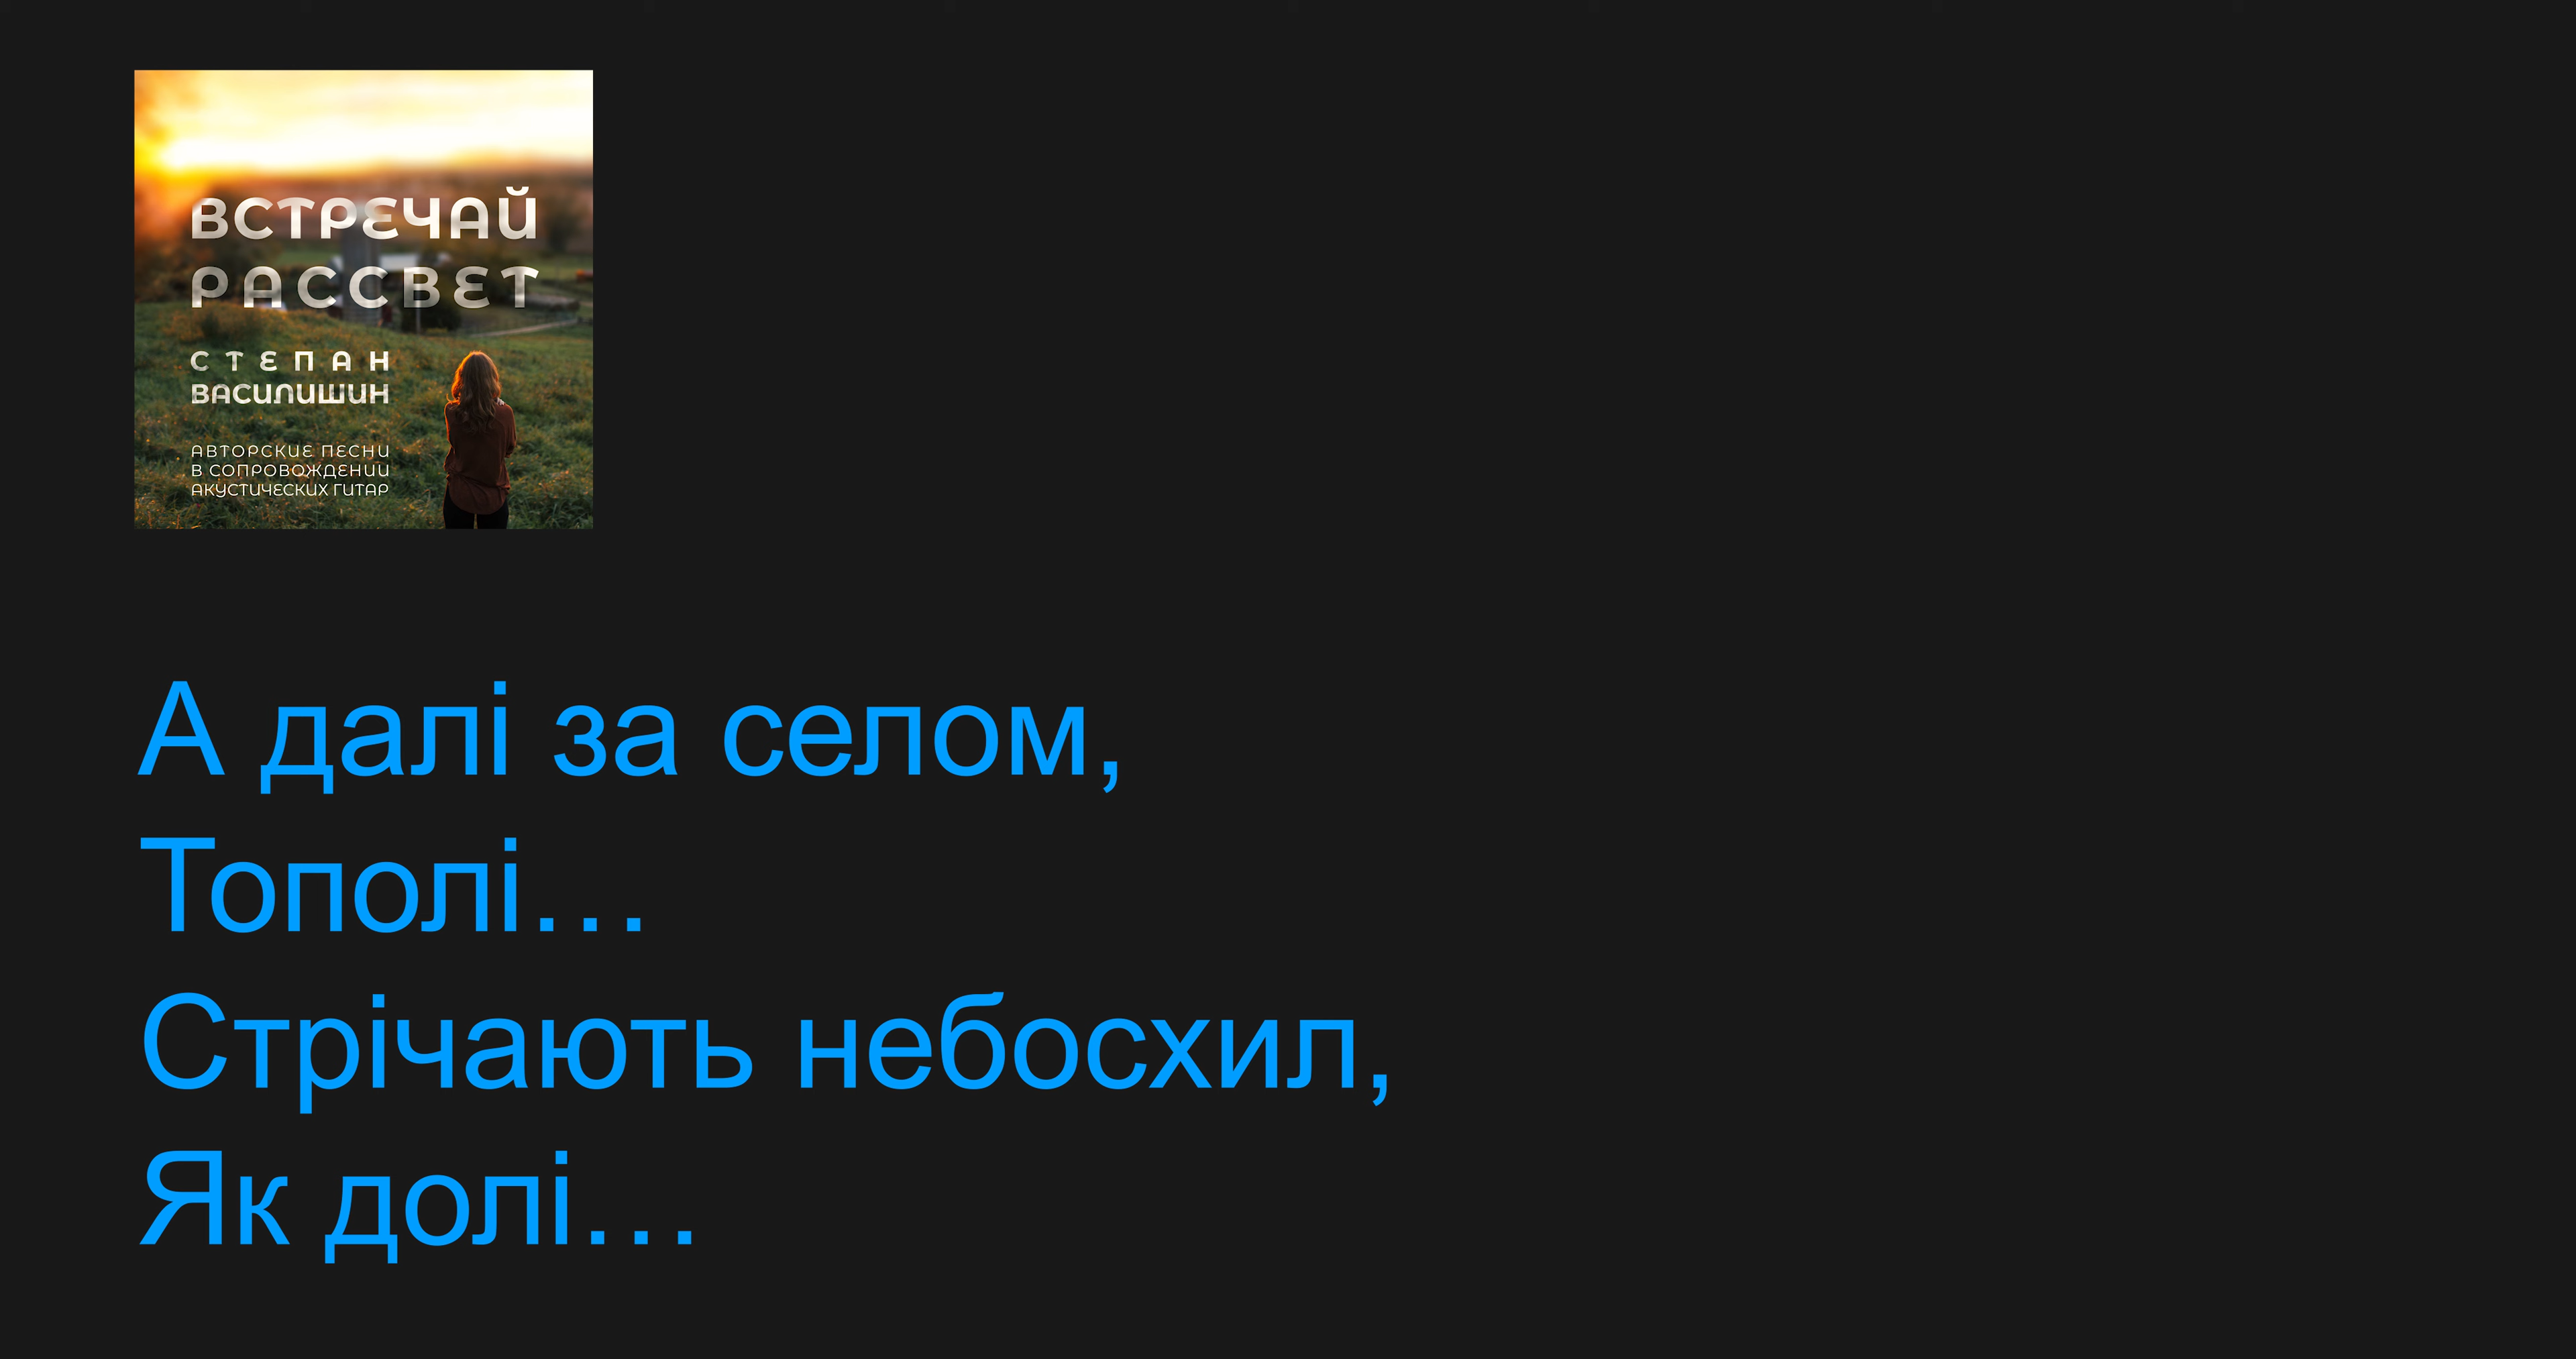 ВСТРЕЧАЙ
РАССВЕТ
СТЕПАН
ВАСИЛИШИН
АВТОРСКИЕ ПЕСНИ
В СОПРОВОЖДЕНИИ
АКУСТИЧЕСКИХ ГИТАР
А далі за селом,
Тополі...
Стрічають небосхил,
Як долі...